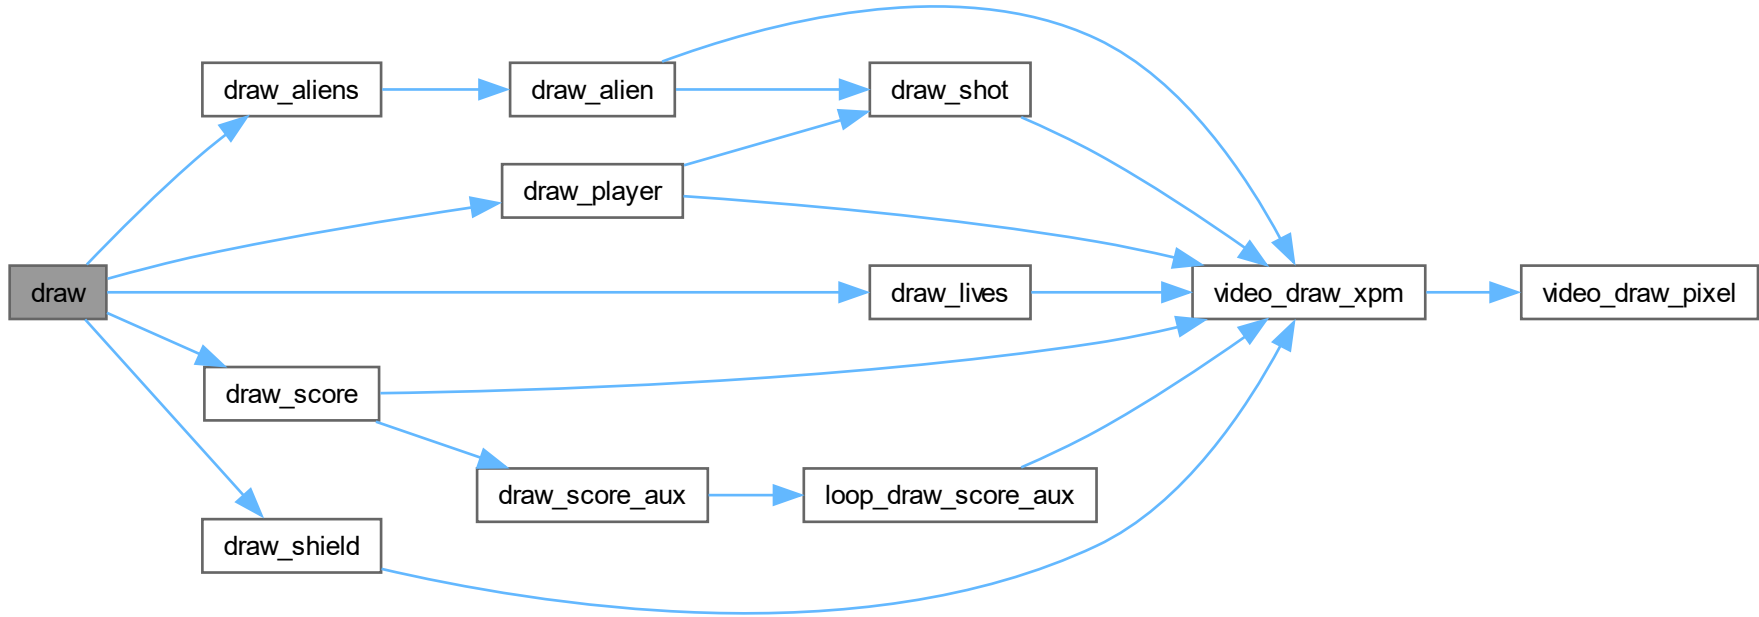 draw_aliens
draw_alien
draw_shot
draw_player
draw
draw_lives
video_draw_xpm
video_draw_pixel
draw_score
draw_score_aux
loop_draw_score_aux
draw_shield